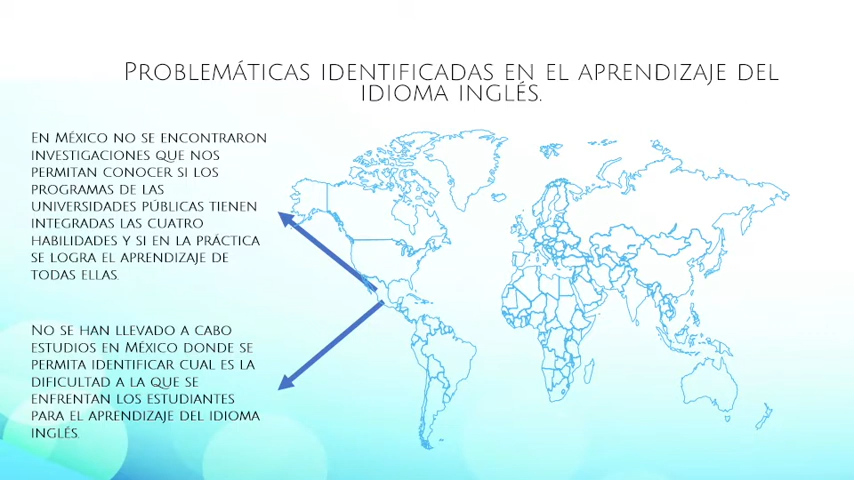 Problemáticas identificadas en el aprendizaje del
idioma inglés.
En México no se encontraron
investigaciones que nos
permitan conocer si los
programas de las
universidades públicas tienen
integradas las cuatro
habilidades y si en la práctica
se logra el aprendizaje de
todas ellas.
No se han llevado a cabo
estudios en México donde se
permita identificar cual es la
dificultad a la que se
enfrentan los estudiantes
para el aprendizaje del idioma
inglés.